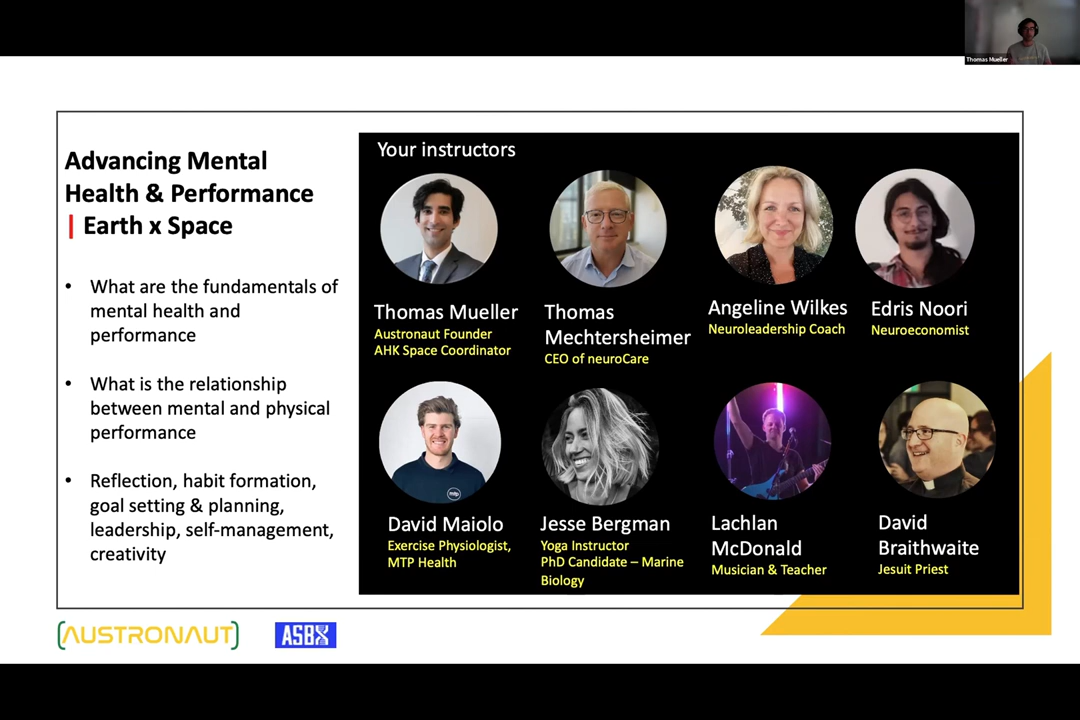 Thomas Mueller
Advancing Mental
Health & Performance
| Earth x Space
• What are the fundamentals of
mental health and
performance
• What is the relationship
between mental and physical
performance
• Reflection, habit formation,
goal setting & planning,
leadership, self-management,
creativity
Your instructors
Thomas Mueller
Austronaut Founder
AHK Space Coordinator
Thomas
Mechtersheimer
CEO of neuroCare
Angeline Wilkes
Neuroleadership Coach
Edris Noori
Neuroeconomist
mtp
David Maiolo
Exercise Physiologist,
MTP Health
Jesse Bergman
Yoga Instructor
PhD Candidate – Marine
Biology
Lachlan
McDonald
Musician & Teacher
David
Braithwaite
Jesuit Priest
(AUSTRONAUT)
ASBX